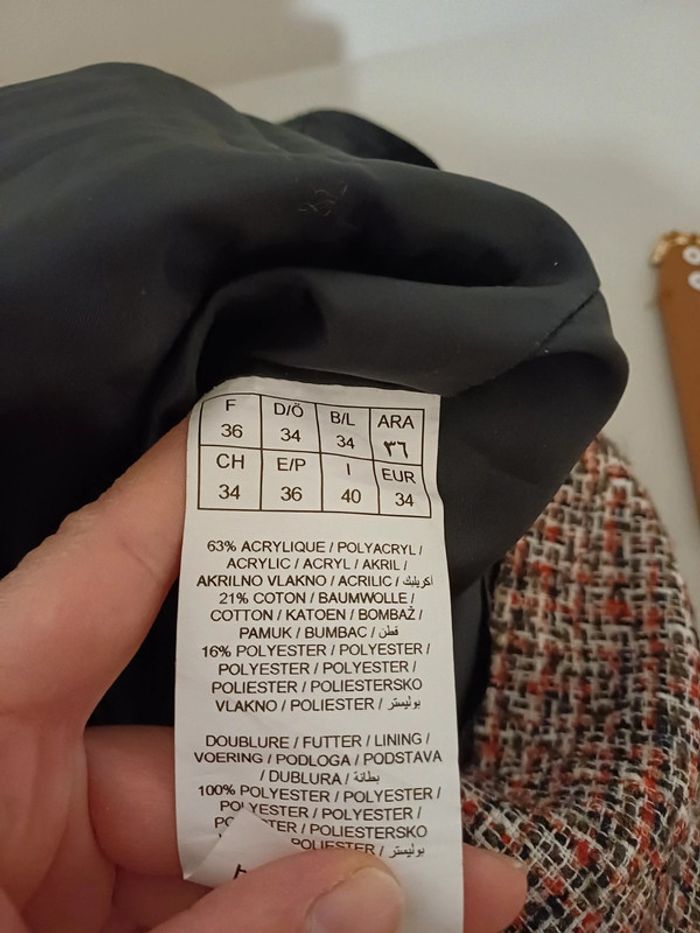 F D/Ö B/L ARA
36 34 34 ٣٦
CH E/P I EUR
34 36 40 34
63% ACRYLIQUE / POLYACRYL /
ACRYLIC / ACRYL / AKRIL /
AKRILNO VLAKNO / ACRILIC / اكريليك
21% COTON / BAUMWOLLE /
COTTON / KATOEN / BOMBAŽ /
PAMUK / BUMBAC / قطن
16% POLYESTER / POLYESTER /
POLYESTER / POLYESTER /
POLIESTER / POLIESTERSKO
VLAKNO / POLIESTER / بوليستر
DOUBLURE / FUTTER / LINING /
VOERING / PODLOGA / PODSTAVA
/ DUBLURA / بطانة
100% POLYESTER / POLYESTER /
POLYESTER / POLYESTER /
/ POLIESTERSKO
POLIESTER / بوليستر